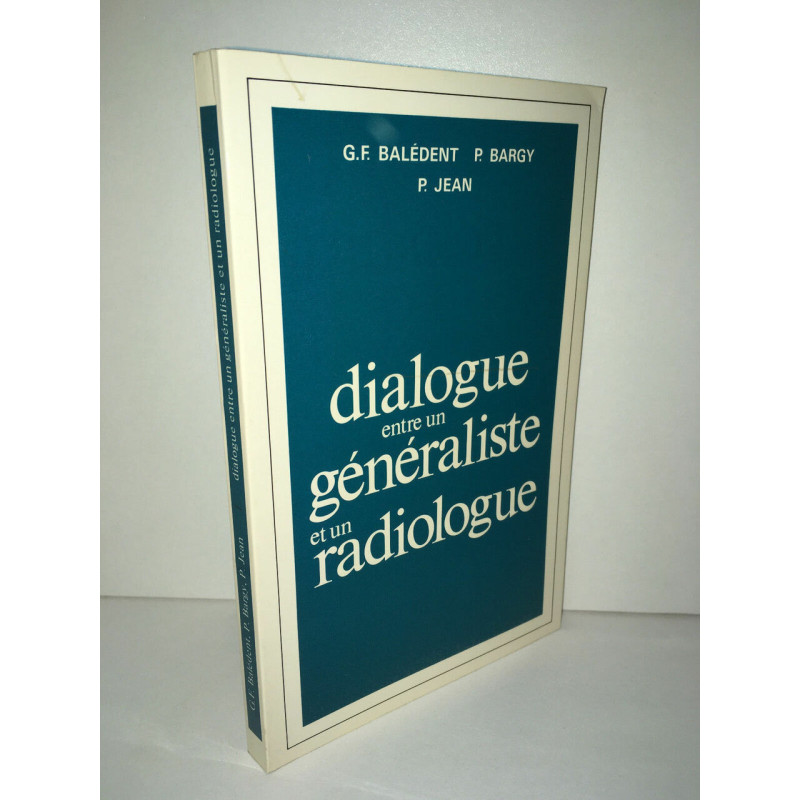 G.F. BALÉDENT P. BARGY
P. JEAN
dialogue
entre un
généraliste
et un
radiologue
dialogue entre un généraliste et un radiologue
G.F. Balédent, P. Bargy, P. Jean